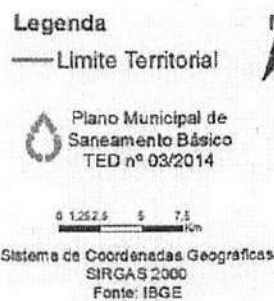 Legenda
Limite Territorial
Plano Municipal de
Saneamento Básico
TED nº 03/2014
0 1,25 2,5 5 7,5
Km
Sistema de Coordenadas Geográficas
SIRGAS 2000
Fonte: IBGE